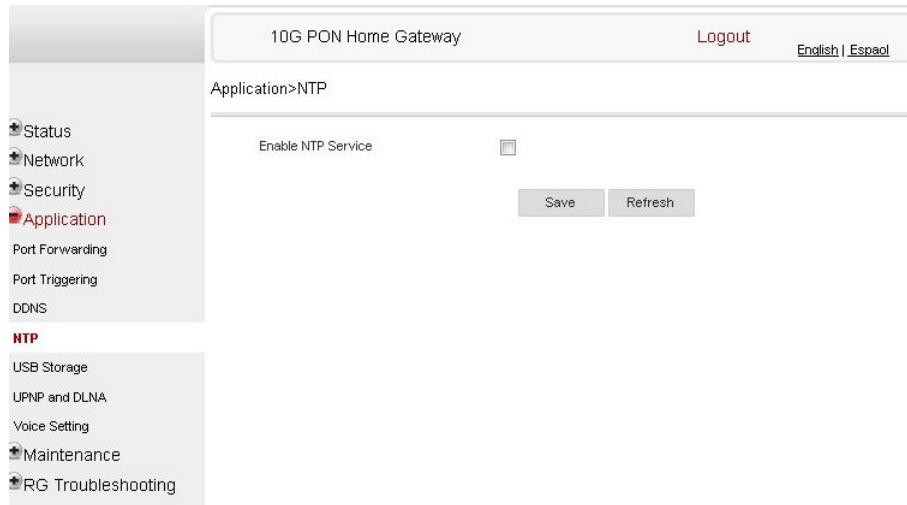 10G PON Home Gateway
Logout
English | Espaol
Application>NTP
Status
Network
Security
Application
Port Forwarding
Port Triggering
DDNS
NTP
USB Storage
UPNP and DLNA
Voice Setting
Maintenance
RG Troubleshooting
Enable NTP Service
Save Refresh